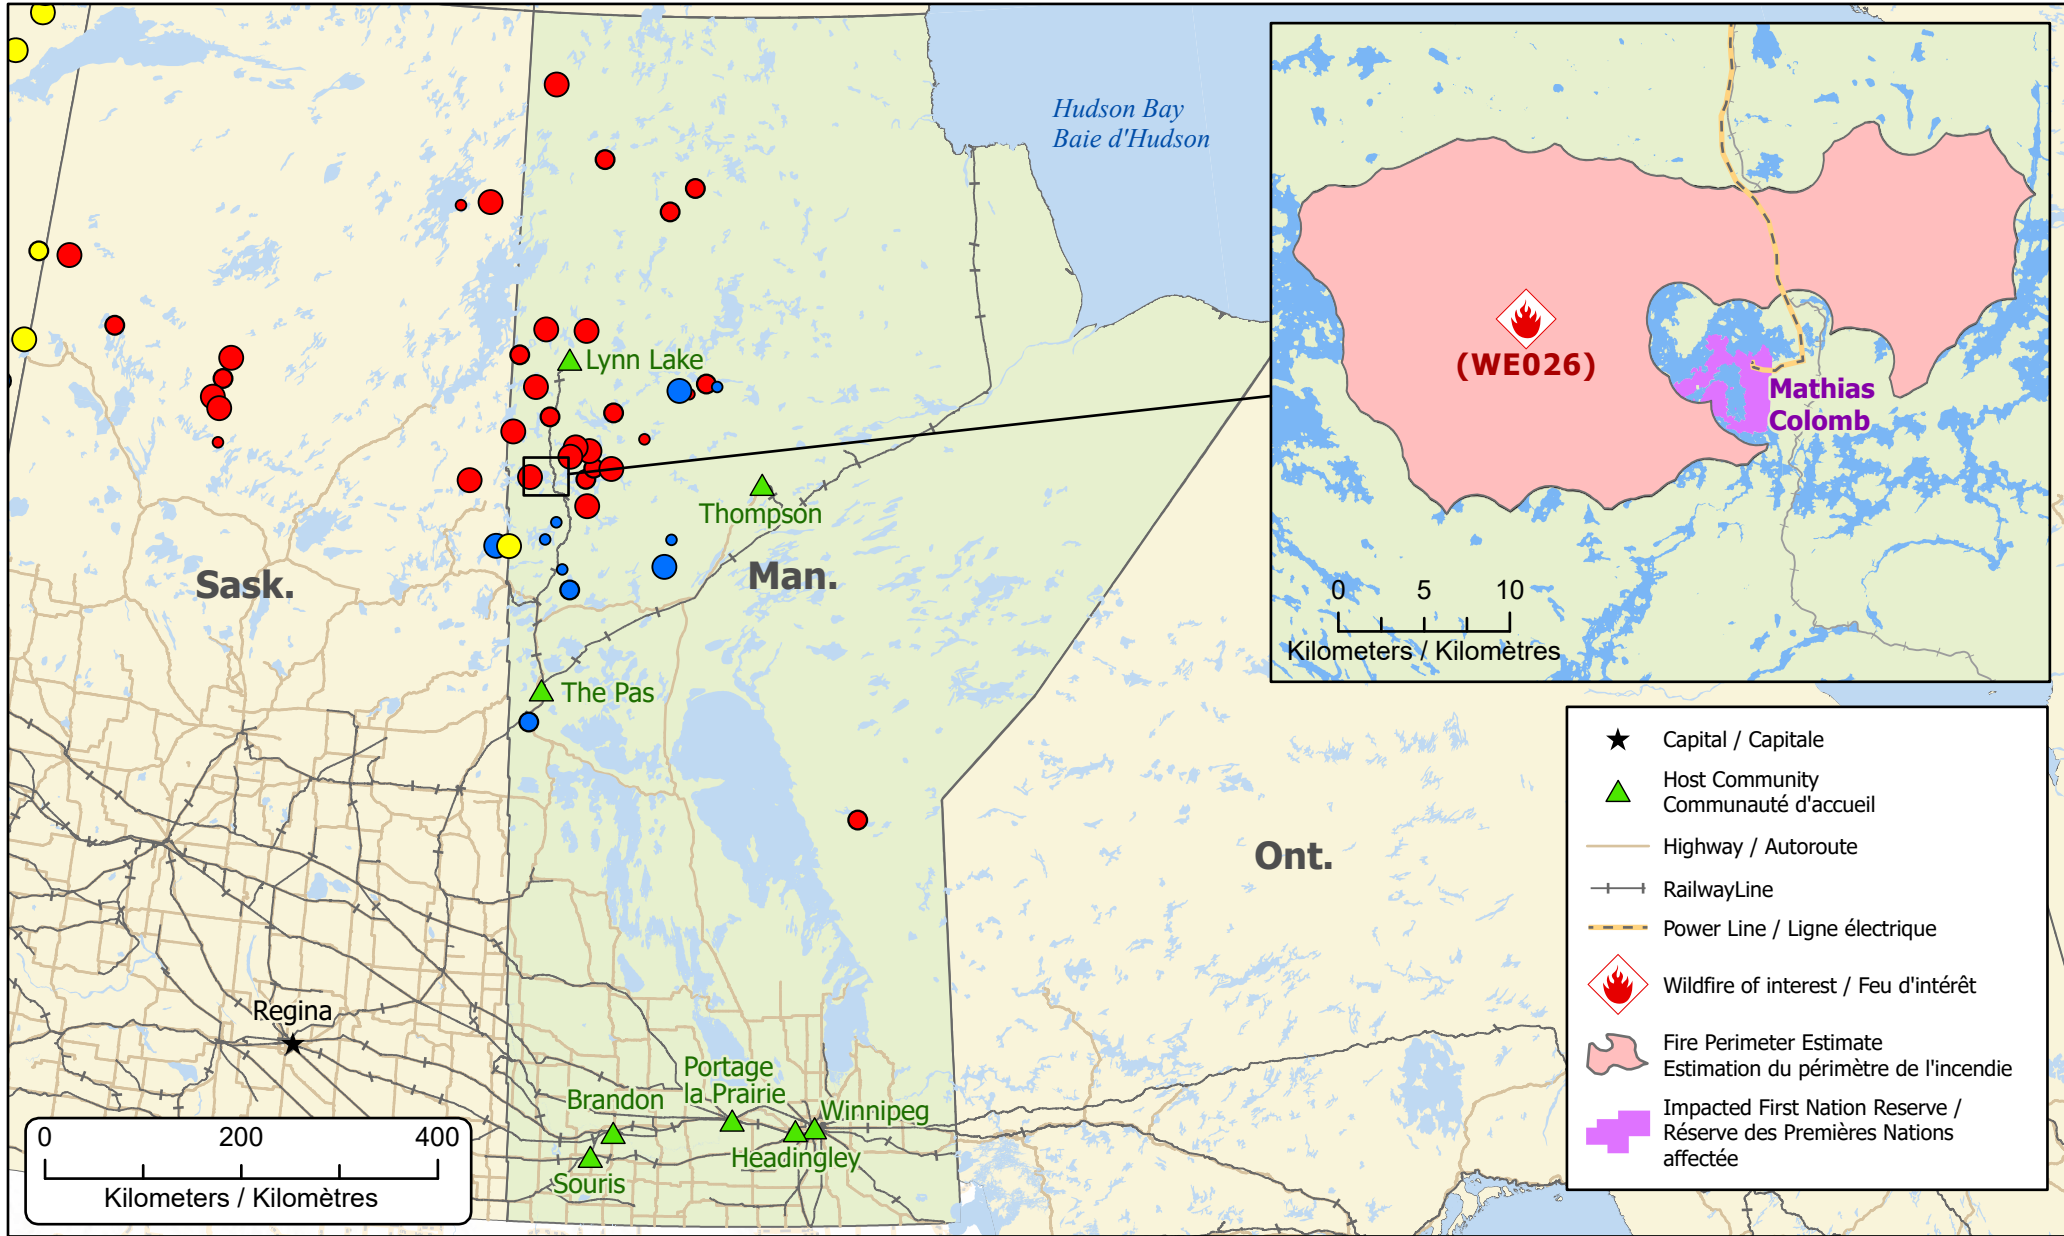 Hudson Bay
Baie d'Hudson
Lynn Lake
Thompson
Sask.
Man.
The Pas
Ont.
Regina
Portage
la Prairie
Brandon
Winnipeg
Headingley
Souris
0 200 400
Kilometers / Kilomètres
(WE026)
Mathias
Colomb
0 5 10
Kilometers / Kilomètres
Capital / Capitale
Host Community
Communauté d'accueil
Highway / Autoroute
RailwayLine
Power Line / Ligne électrique
Wildfire of interest / Feu d'intérêt
Fire Perimeter Estimate
Estimation du périmètre de l'incendie
Impacted First Nation Reserve /
Réserve des Premières Nations
affectée